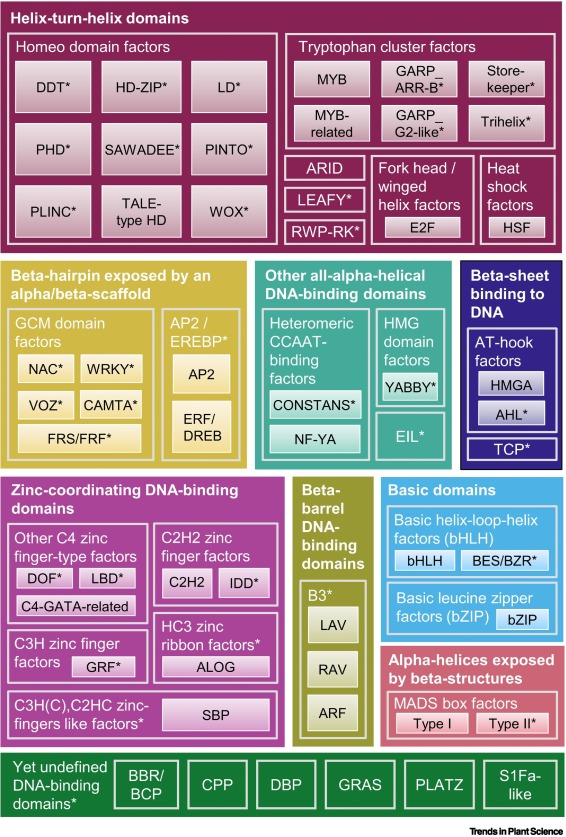 Helix-turn-helix domains
Homeo domain factors
DDT*
HD-ZIP*
LD*
PHD*
SAWADEE*
PINTO*
PLINC*
TALE-
type HD
WOX*
Tryptophan cluster factors
MYB
GARP_
ARR-B*
Store-
keeper*
MYB-
related
GARP_
G2-like*
Trihelix*
ARID
LEAFY*
RWP-RK*
Fork head /
winged
helix factors
E2F
Heat
shock
factors
HSF
Beta-hairpin exposed by an
alpha/beta-scaffold
GCM domain
factors
NAC*
WRKY*
VOZ*
CAMTA*
FRS/FRF*
AP2 /
EREBP*
AP2
ERF/
DREB
Other all-alpha-helical
DNA-binding domains
Heteromeric
CCAAT-
binding
factors
CONSTANS*
NF-YA
HMG
domain
factors
YABBY*
EIL*
Beta-sheet
binding to
DNA
AT-hook
factors
HMGA
AHL*
TCP*
Zinc-coordinating DNA-binding
domains
Other C4 zinc
finger-type factors
DOF*
LBD*
C4-GATA-related
C2H2 zinc
finger factors
C2H2
IDD*
C3H zinc finger
factors
GRF*
HC3 zinc
ribbon factors*
ALOG
C3H(C),C2HC zinc-
fingers like factors*
SBP
Beta-
barrel
DNA-
binding
domains
B3*
LAV
RAV
ARF
Basic domains
Basic helix-loop-helix
factors (bHLH)
bHLH
BES/BZR*
Basic leucine zipper
factors (bZIP)
bZIP
Alpha-helices exposed
by beta-structures
MADS box factors
Type I
Type II*
Yet undefined
DNA-binding
domains*
BBR/
BCP
CPP
DBP
GRAS
PLATZ
S1Fa-
like
Trends in Plant Science